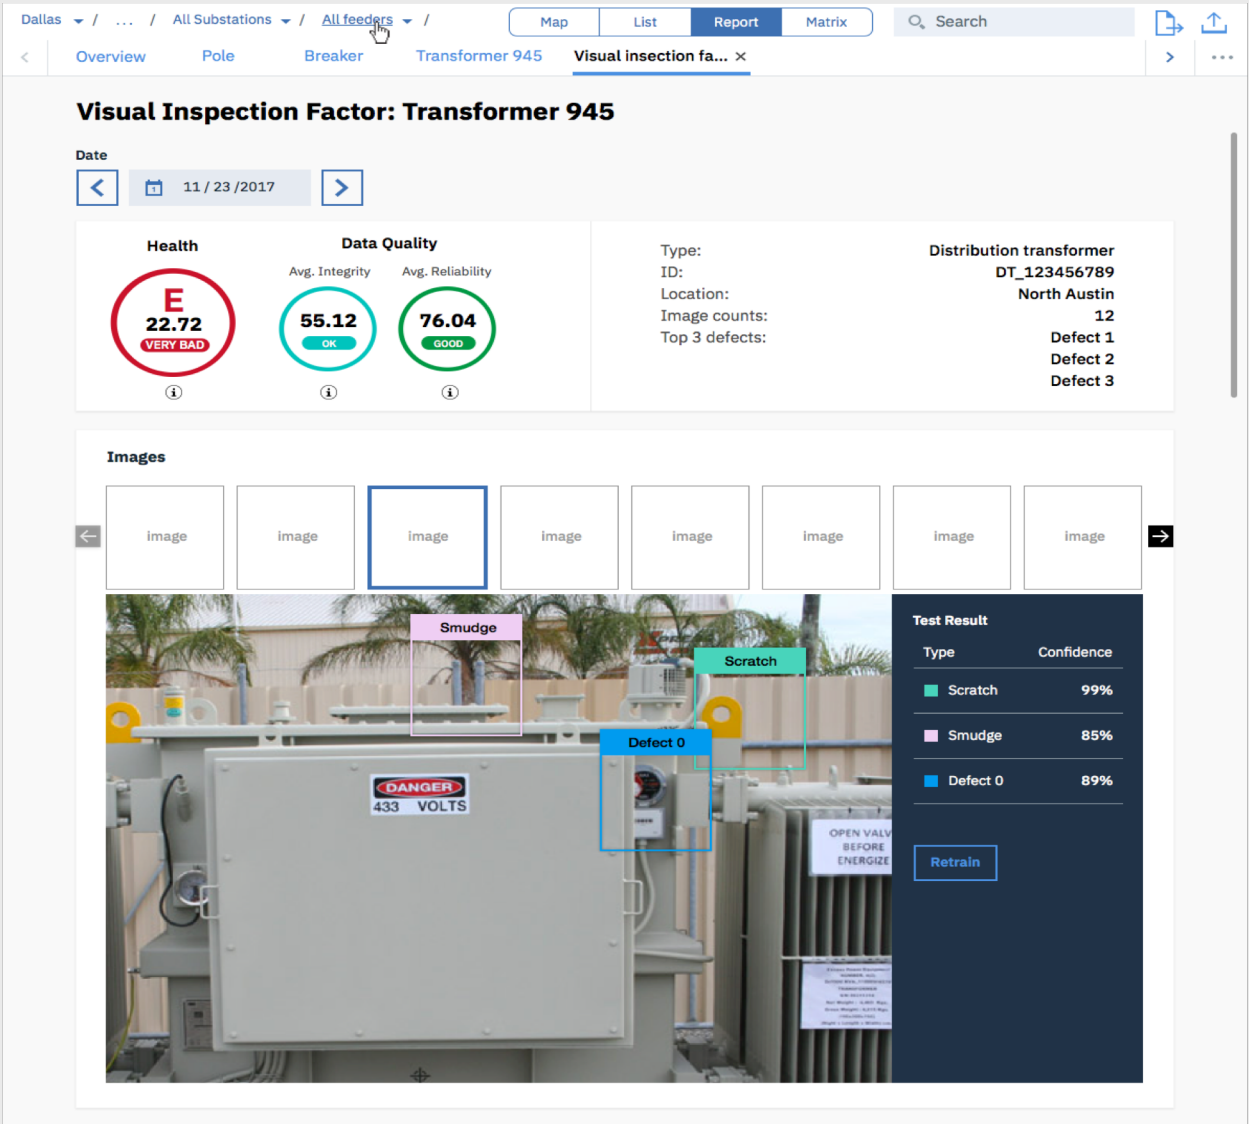 Dallas / ... / All Substations / All feeders /
Map List Report Matrix
Search
Overview Pole Breaker Transformer 945 Visual insection fa... ×
Visual Inspection Factor: Transformer 945
Date
11 / 23 /2017
Health
E
22.72
VERY BAD
Data Quality
Avg. Integrity Avg. Reliability
55.12 76.04
OK GOOD
Type: Distribution transformer
ID: DT_123456789
Location: North Austin
Image counts: 12
Top 3 defects: Defect 1
Defect 2
Defect 3
Images
image image image image image image image image
Smudge
Scratch
Defect 0
DANGER
433 VOLTS
OPEN VALV
BEFORE
ENERGIZE
Test Result
Type Confidence
Scratch 99%
Smudge 85%
Defect 0 89%
Retrain